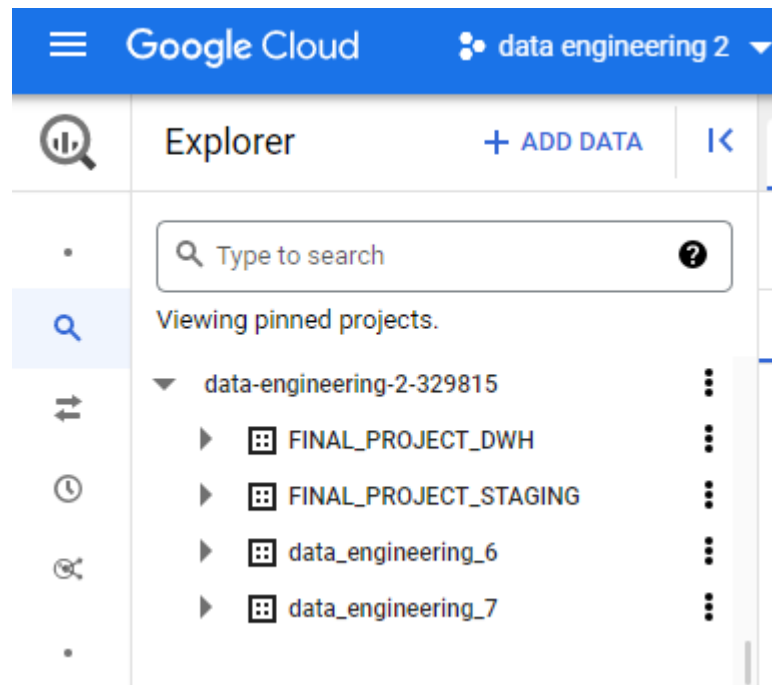 Google Cloud data engineering 2
Explorer + ADD DATA
Type to search
Viewing pinned projects.
data-engineering-2-329815
FINAL_PROJECT_DWH
FINAL_PROJECT_STAGING
data_engineering_6
data_engineering_7